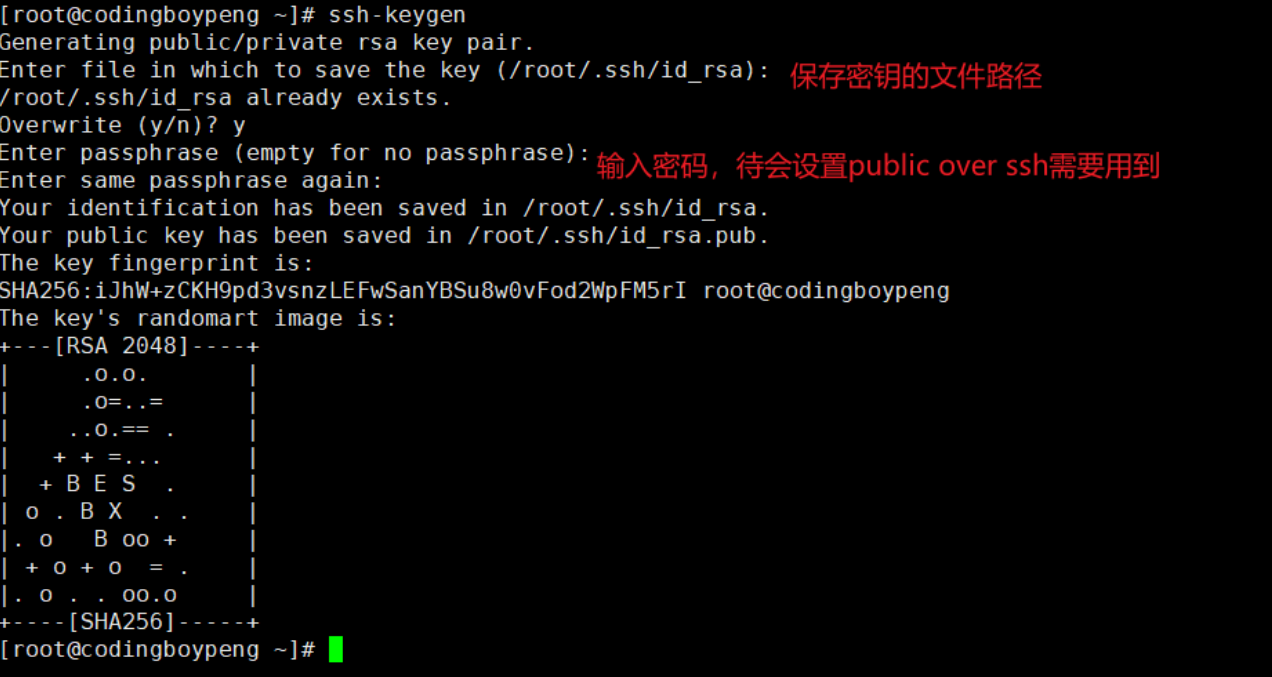 [root@codingboypeng ~]# ssh-keygen
Generating public/private rsa key pair.
Enter file in which to save the key (/root/.ssh/id_rsa): 保存密钥的文件路径
/root/.ssh/id_rsa already exists.
Overwrite (y/n)? y
Enter passphrase (empty for no passphrase): 输入密码，待会设置public over ssh需要用到
Enter same passphrase again:
Your identification has been saved in /root/.ssh/id_rsa.
Your public key has been saved in /root/.ssh/id_rsa.pub.
The key fingerprint is:
SHA256:iJhW+zCKH9pd3vsnzLEFwSanYBSu8w0vFod2WpFM5rI root@codingboypeng
The key's randomart image is:
+---[RSA 2048]----+
|     .o.o.       |
|     .o=..=      |
|    ..o.== .     |
|   + + =...      |
|  + B E S  .     |
| o . B X  . .    |
|. o   B oo +     |
| + o + o  = .    |
|. o . . oo.o     |
+----[SHA256]-----+
[root@codingboypeng ~]#